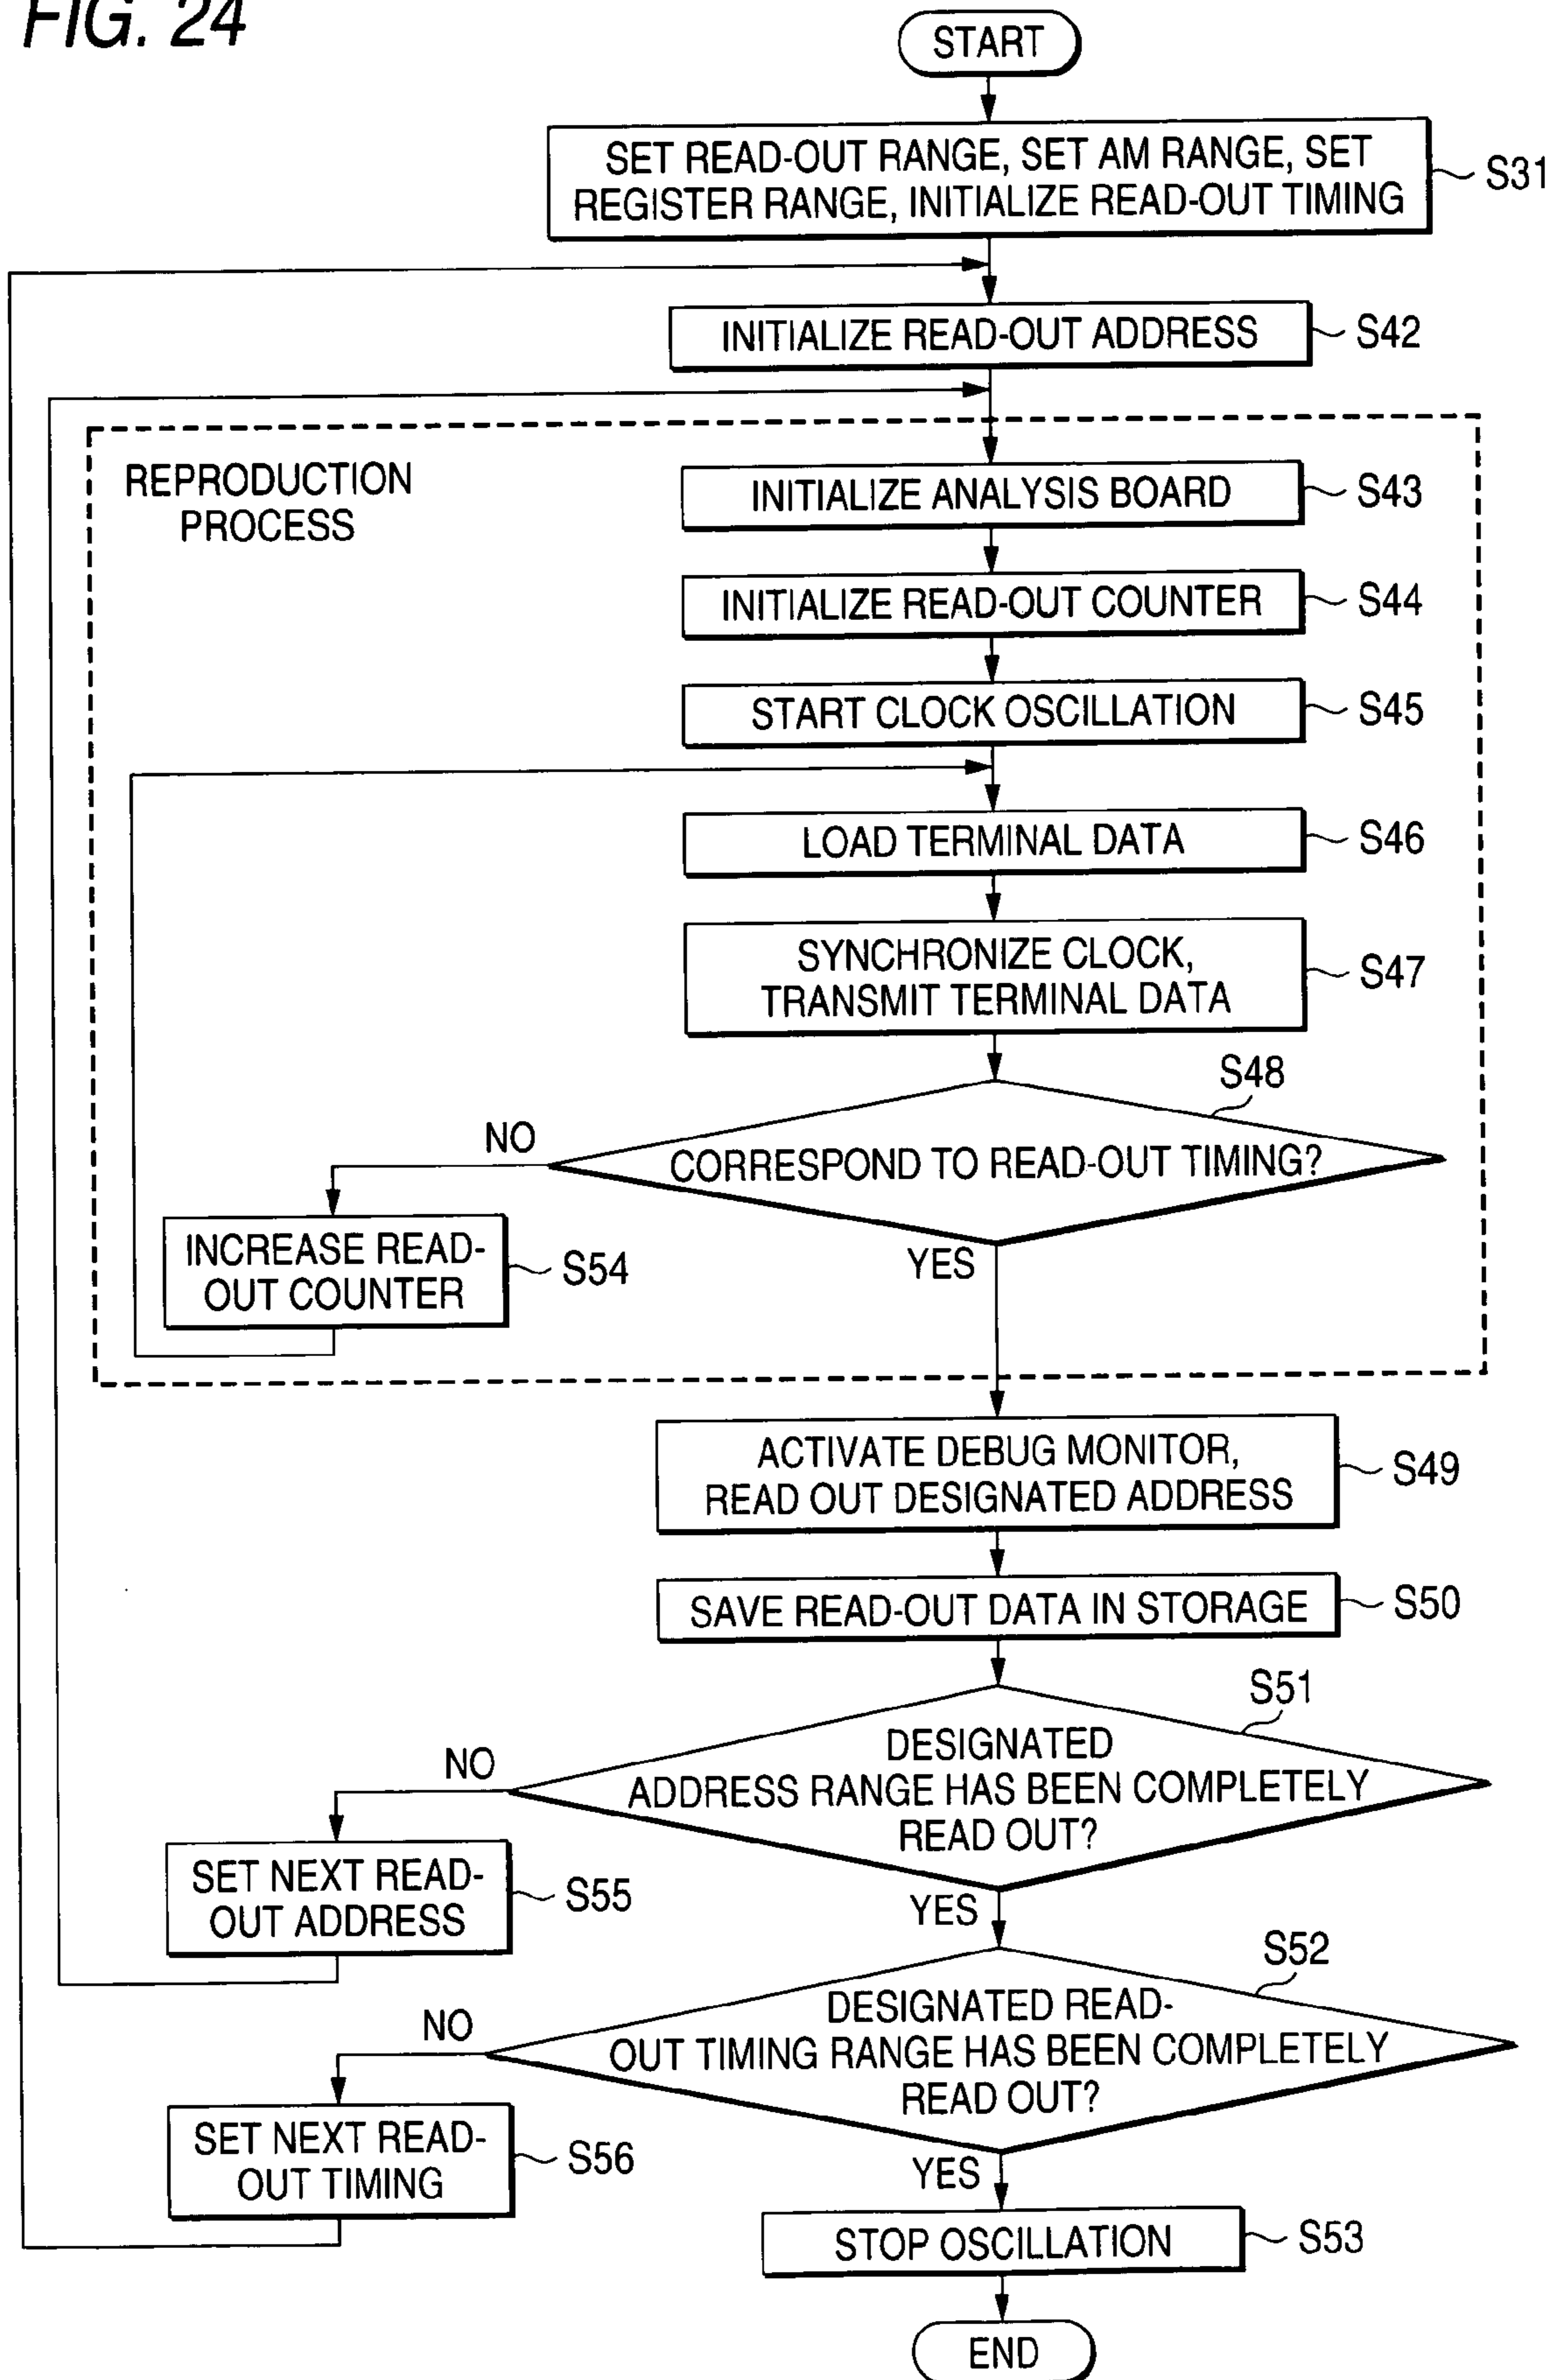 FIG. 24
START
SET READ-OUT RANGE, SET AM RANGE, SET
REGISTER RANGE, INITIALIZE READ-OUT TIMING
S31
INITIALIZE READ-OUT ADDRESS
S42
REPRODUCTION
PROCESS
INITIALIZE ANALYSIS BOARD
S43
INITIALIZE READ-OUT COUNTER
S44
START CLOCK OSCILLATION
S45
LOAD TERMINAL DATA
S46
SYNCHRONIZE CLOCK,
TRANSMIT TERMINAL DATA
S47
S48
NO
CORRESPOND TO READ-OUT TIMING?
YES
INCREASE READ-
OUT COUNTER
S54
ACTIVATE DEBUG MONITOR,
READ OUT DESIGNATED ADDRESS
S49
SAVE READ-OUT DATA IN STORAGE
S50
S51
NO
DESIGNATED
ADDRESS RANGE HAS BEEN COMPLETELY
READ OUT?
YES
SET NEXT READ-
OUT ADDRESS
S55
S52
NO
DESIGNATED READ-
OUT TIMING RANGE HAS BEEN COMPLETELY
READ OUT?
YES
SET NEXT READ-
OUT TIMING
S56
STOP OSCILLATION
S53
END